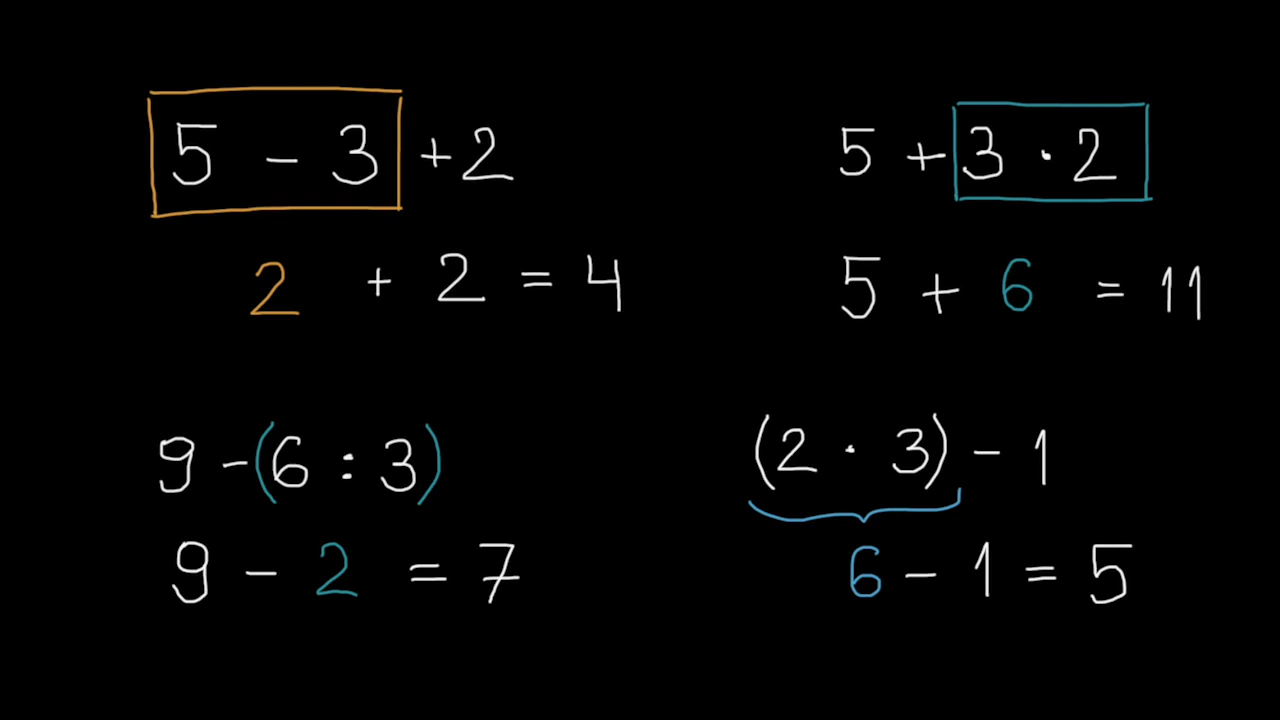 5 - 3 + 2
2 + 2 = 4
5 + 3 · 2
5 + 6 = 11
9 - (6 : 3)
9 - 2 = 7
(2 · 3) - 1
6 - 1 = 5